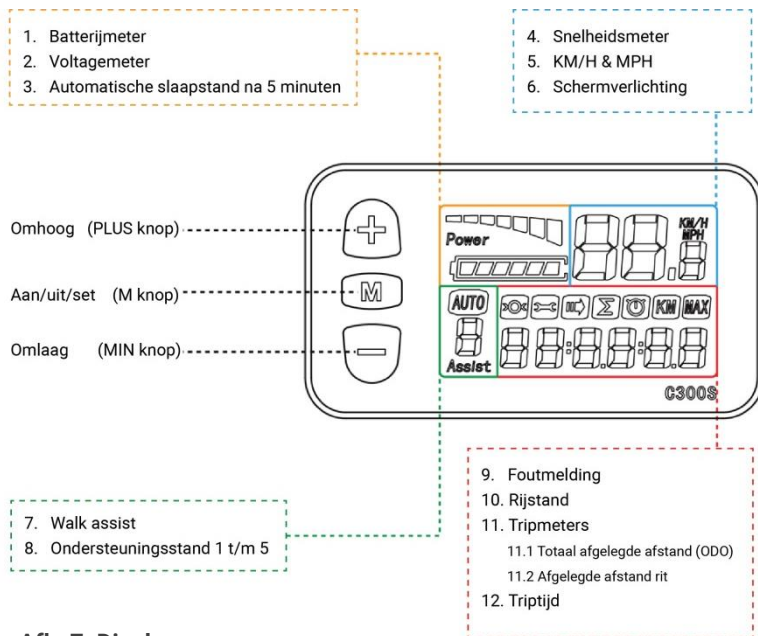 1. Batterijmeter
2. Voltagemeter
3. Automatische slaapstand na 5 minuten
4. Snelheidsmeter
5. KM/H & MPH
6. Schermverlichting
Omhoog (PLUS knop)
Aan/uit/set (M knop)
Omlaag (MIN knop)
M
Power
KM/H
MPH
AUTO
KM MAX
Assist
C300S
7. Walk assist
8. Ondersteuningsstand 1 t/m 5
9. Foutmelding
10. Rijstand
11. Tripmeters
11.1 Totaal afgelegde afstand (ODO)
11.2 Afgelegde afstand rit
12. Triptijd